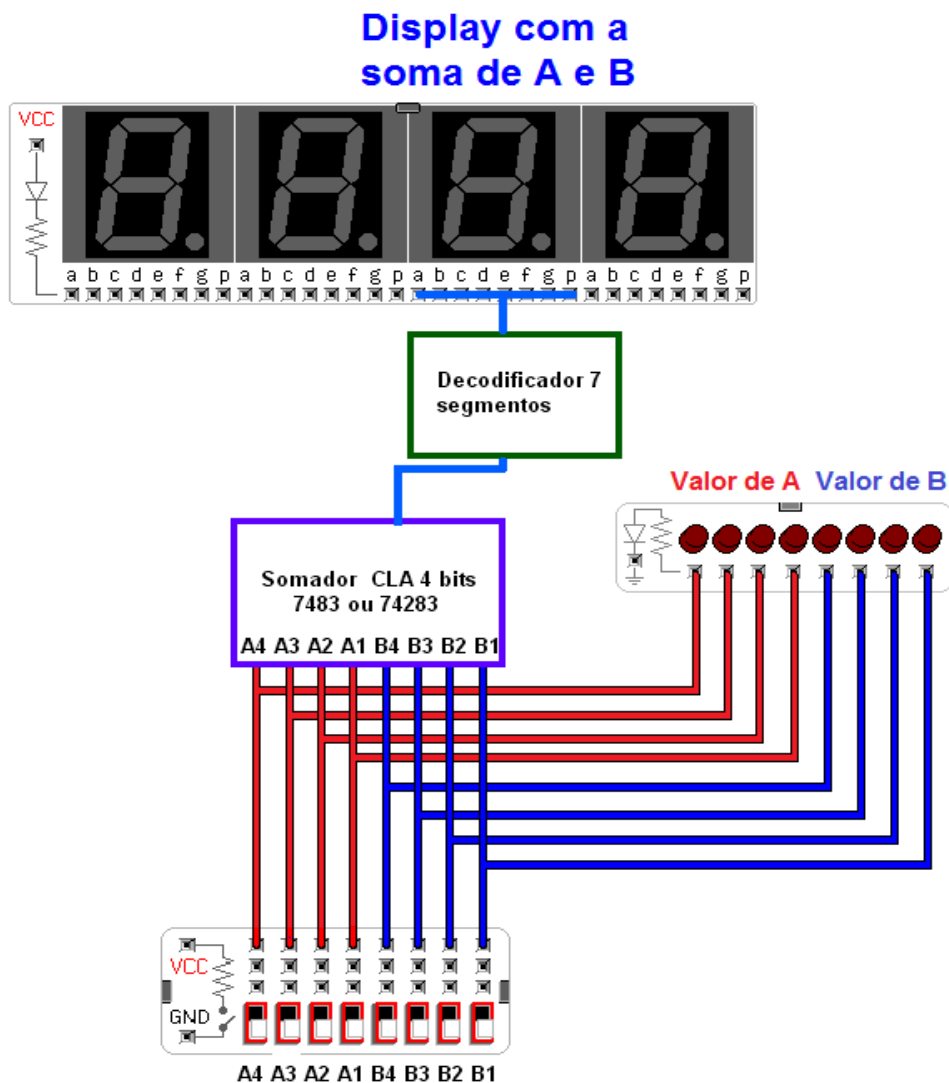 Display com a
soma de A e B
VCC
a b c d e f g p a b c d e f g p a b c d e f g p a b c d e f g p
Decodificador 7
segmentos
Valor de A Valor de B
Somador CLA 4 bits
7483 ou 74283
A4 A3 A2 A1 B4 B3 B2 B1
VCC
GND
A4 A3 A2 A1 B4 B3 B2 B1